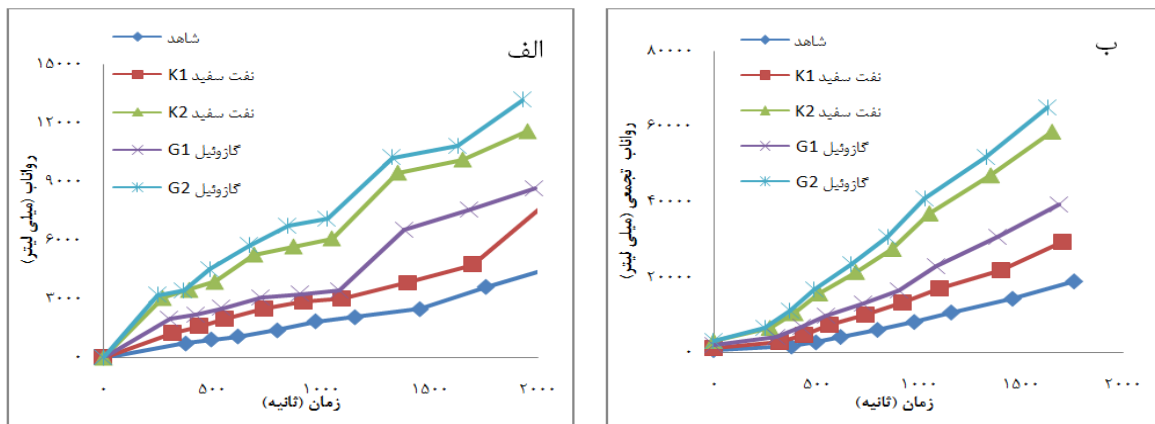 الف
شاهد
نفت سفید K1
نفت سفید K2
گازوئیل G1
گازوئیل G2
رواناب (میلی لیتر)
۱۵۰۰۰
۱۲۰۰۰
۹۰۰۰
۶۰۰۰
۳۰۰۰
۰
۰ ۵۰۰ ۱۰۰۰ ۱۵۰۰ ۲۰۰۰
زمان (ثانیه)
ب
شاهد
نفت سفید K1
نفت سفید K2
گازوئیل G1
گازوئیل G2
رواناب تجمعی (میلی لیتر)
۸۰۰۰۰
۶۰۰۰۰
۴۰۰۰۰
۲۰۰۰۰
۰
۰ ۵۰۰ ۱۰۰۰ ۱۵۰۰ ۲۰۰۰
زمان (ثانیه)